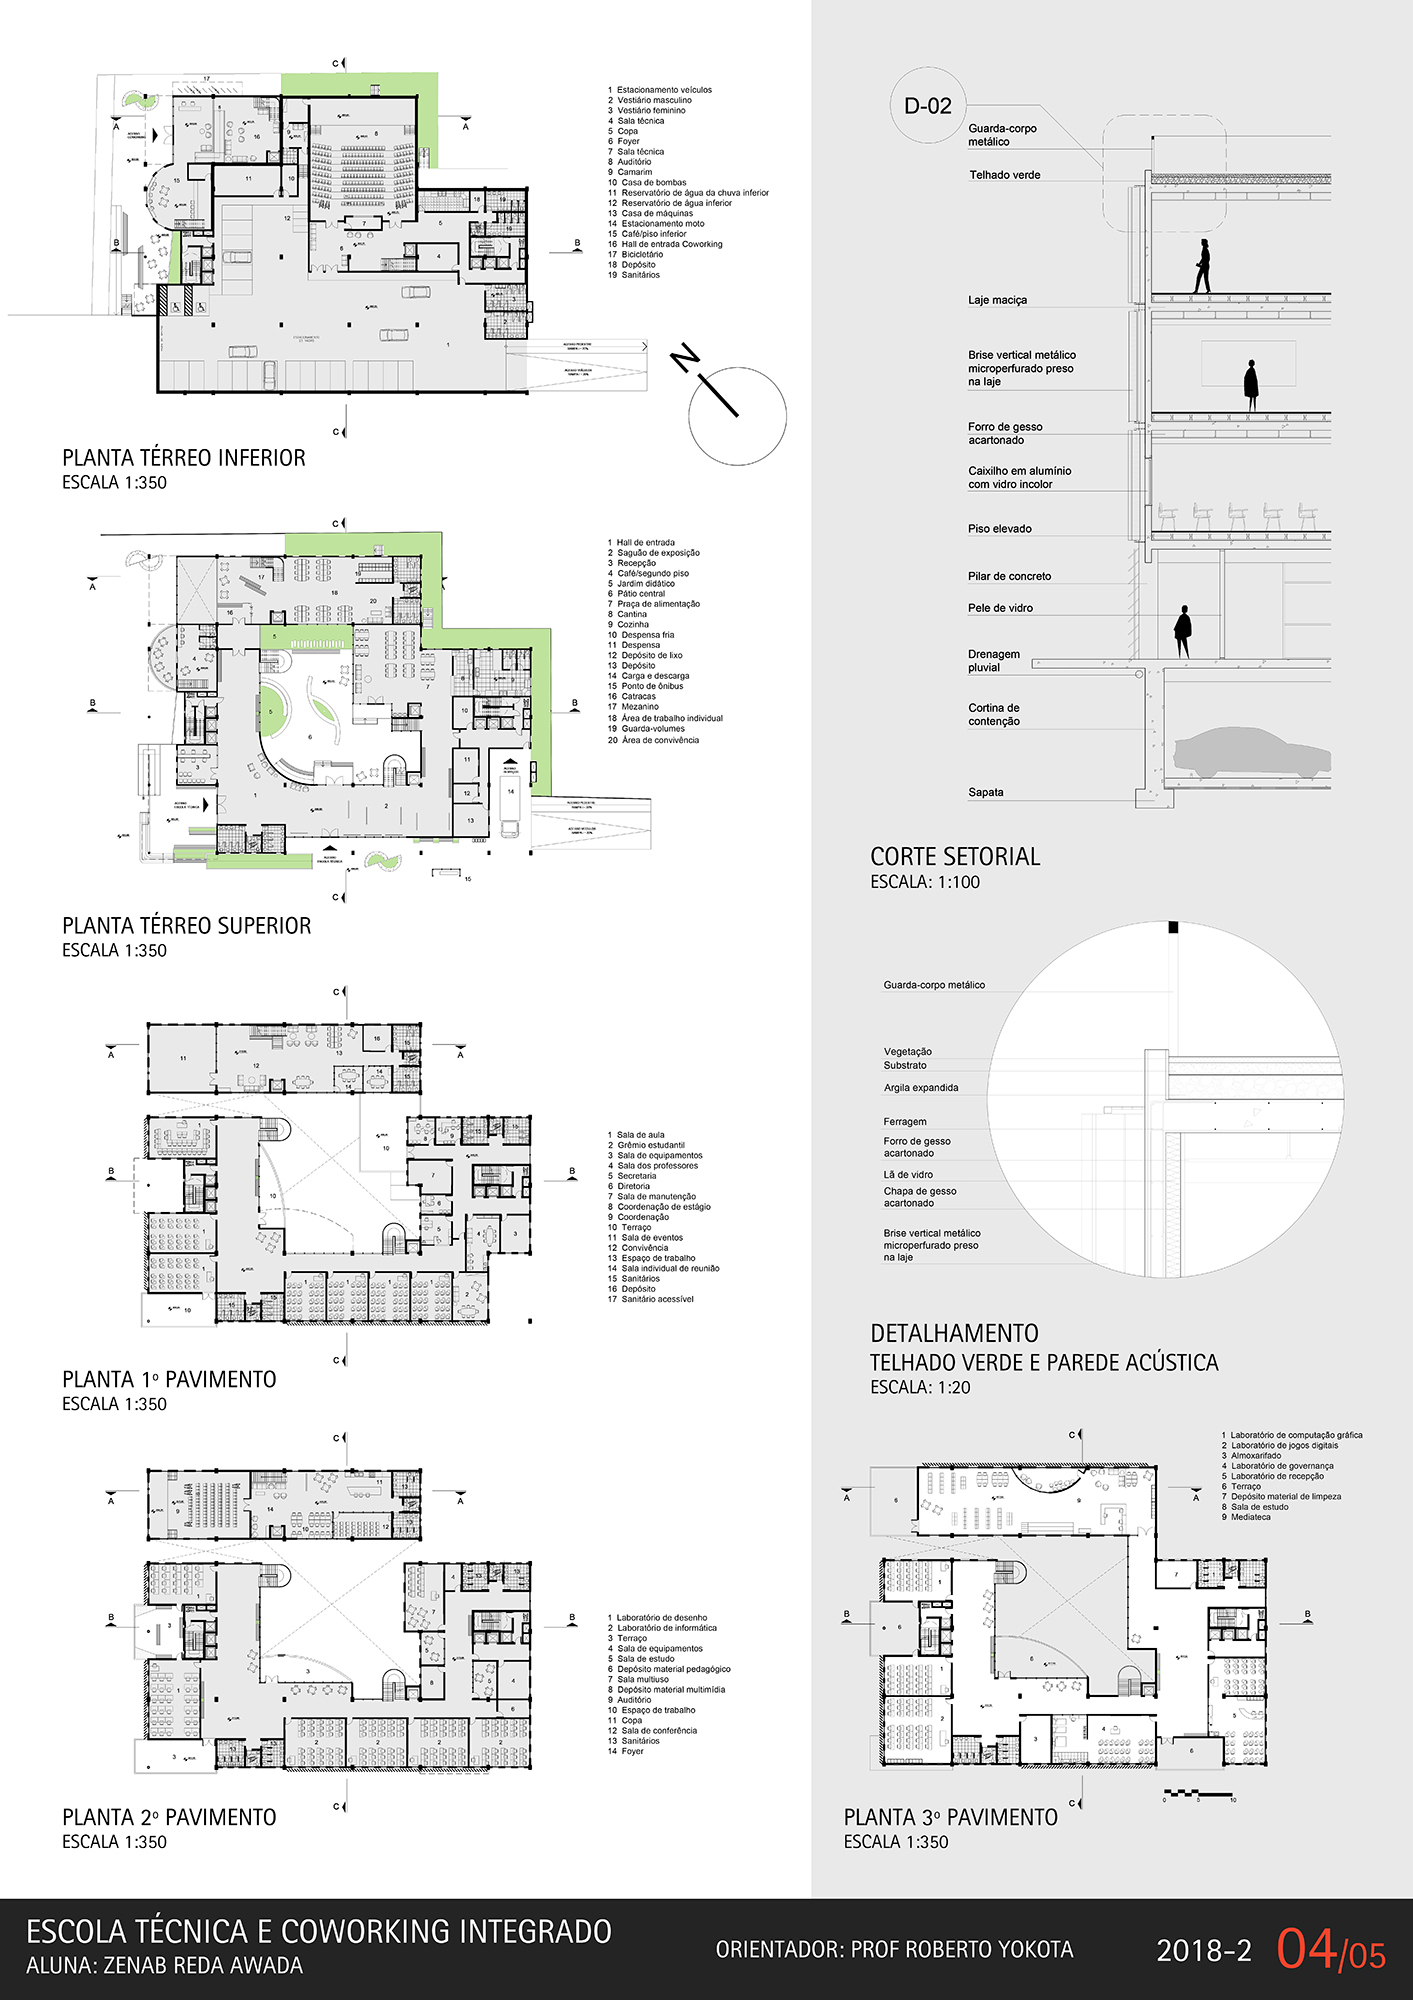 C
17
A
A
B
B
C
1 Estacionamento veículos
2 Vestiário masculino
3 Vestiário feminino
4 Sala técnica
5 Copa
6 Foyer
7 Sala técnica
8 Auditório
9 Camarim
10 Casa de bombas
11 Reservatório de água da chuva inferior
12 Reservatório de água inferior
13 Casa de máquinas
14 Estacionamento moto
15 Café/piso inferior
16 Hall de entrada Coworking
17 Bicicletário
18 Depósito
19 Sanitários
N
PLANTA TÉRREO INFERIOR
ESCALA 1:350
C
A
A
B
B
C
1 Hall de entrada
2 Saguão de exposição
3 Recepção
4 Café/segundo piso
5 Jardim didático
6 Pátio central
7 Praça de alimentação
8 Cantina
9 Cozinha
10 Despensa fria
11 Despensa
12 Depósito de lixo
13 Depósito
14 Carga e descarga
15 Ponto de ônibus
16 Catracas
17 Mezanino
18 Área de trabalho individual
19 Guarda-volumes
20 Área de convivência
PLANTA TÉRREO SUPERIOR
ESCALA 1:350
C
A
A
B
B
C
1 Sala de aula
2 Grêmio estudantil
3 Sala de equipamentos
4 Sala dos professores
5 Secretaria
6 Diretoria
7 Sala de manutenção
8 Coordenação de estágio
9 Coordenação
10 Terraço
11 Sala de eventos
12 Convivência
13 Espaço de trabalho
14 Sala individual de reunião
15 Sanitários
16 Depósito
17 Sanitário acessível
PLANTA 1º PAVIMENTO
ESCALA 1:350
C
A
A
B
B
C
1 Laboratório de desenho
2 Laboratório de informática
3 Terraço
4 Sala de equipamentos
5 Sala de estudo
6 Depósito material pedagógico
7 Sala multiuso
8 Depósito material multimídia
9 Auditório
10 Espaço de trabalho
11 Copa
12 Sala de conferência
13 Sanitários
14 Foyer
PLANTA 2º PAVIMENTO
ESCALA 1:350
D-02
Guarda-corpo
metálico
Telhado verde
Laje maciça
Brise vertical metálico
microperfurado preso
na laje
Forro de gesso
acartonado
Caixilho em alumínio
com vidro incolor
Piso elevado
Pilar de concreto
Pele de vidro
Drenagem
pluvial
Cortina de
contenção
Sapata
CORTE SETORIAL
ESCALA: 1:100
Guarda-corpo metálico
Vegetação
Substrato
Argila expandida
Ferragem
Forro de gesso
acartonado
Lã de vidro
Chapa de gesso
acartonado
Brise vertical metálico
microperfurado preso
na laje
DETALHAMENTO
TELHADO VERDE E PAREDE ACÚSTICA
ESCALA: 1:20
C
A
A
B
B
C
1 Laboratório de computação gráfica
2 Laboratório de jogos digitais
3 Almoxarifado
4 Laboratório de governança
5 Laboratório de recepção
6 Terraço
7 Depósito material de limpeza
8 Sala de estudo
9 Mediateca
0 5 10
PLANTA 3º PAVIMENTO
ESCALA 1:350
ESCOLA TÉCNICA E COWORKING INTEGRADO
ALUNA: ZENAB REDA AWADA
ORIENTADOR: PROF ROBERTO YOKOTA
2018-2
04/05